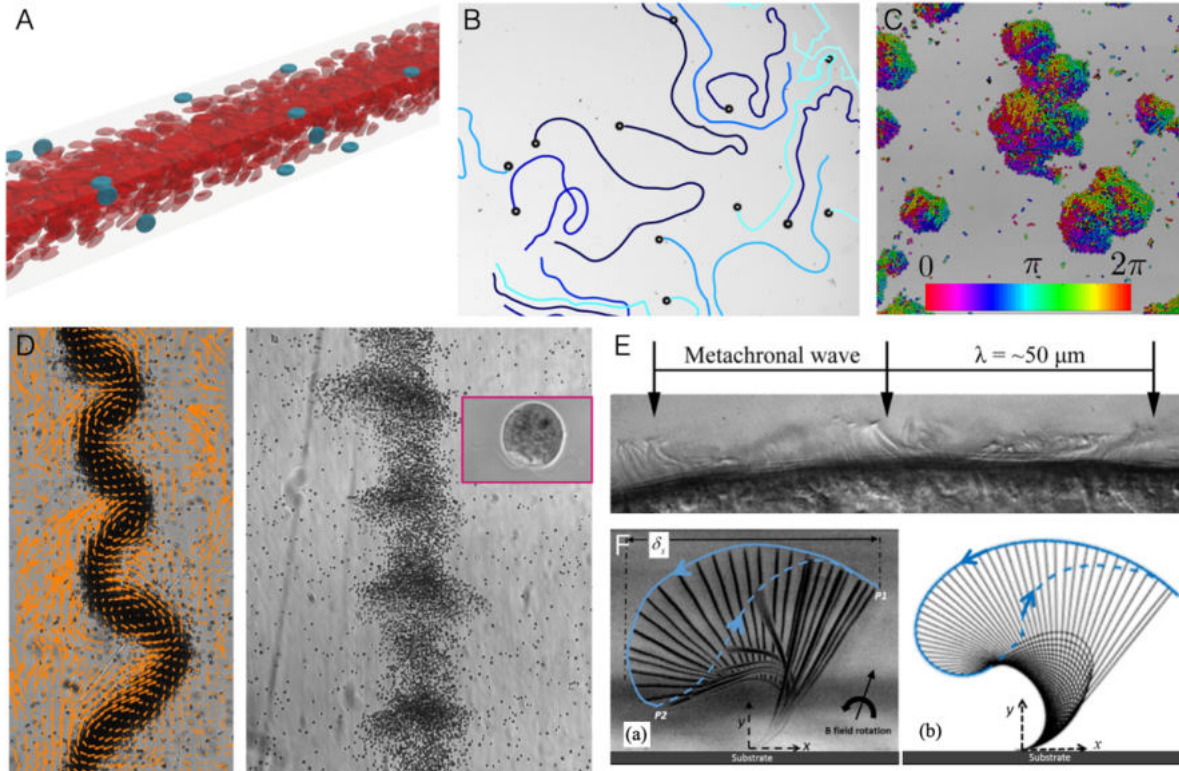 A
B
C
0 π 2π
D
E
Metachronal wave λ = ~50 μm
F
δs
P1
P2
y
x
B field rotation
(a)
Substrate
y
x
(b)
Substrate